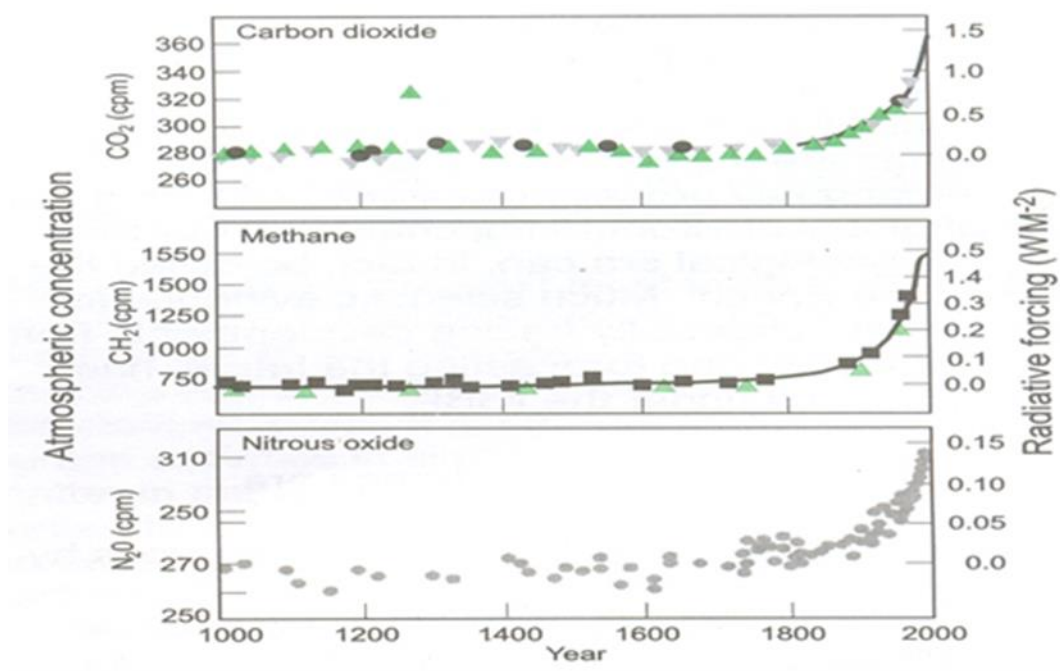 Carbon dioxide
360
340
320
300
280
260
CO₂ (cpm)
1.5
1.0
0.5
0.0
Methane
1550
1500
1250
1000
750
CH₂(cpm)
0.5
1.4
0.3
0.2
0.1
0.0
Nitrous oxide
310
250
270
250
N₂0 (cpm)
0.15
0.10
0.05
0.0
Atmospheric concentration
Radiative forcing (WM-²)
1000 1200 1400 1600 1800 2000
Year